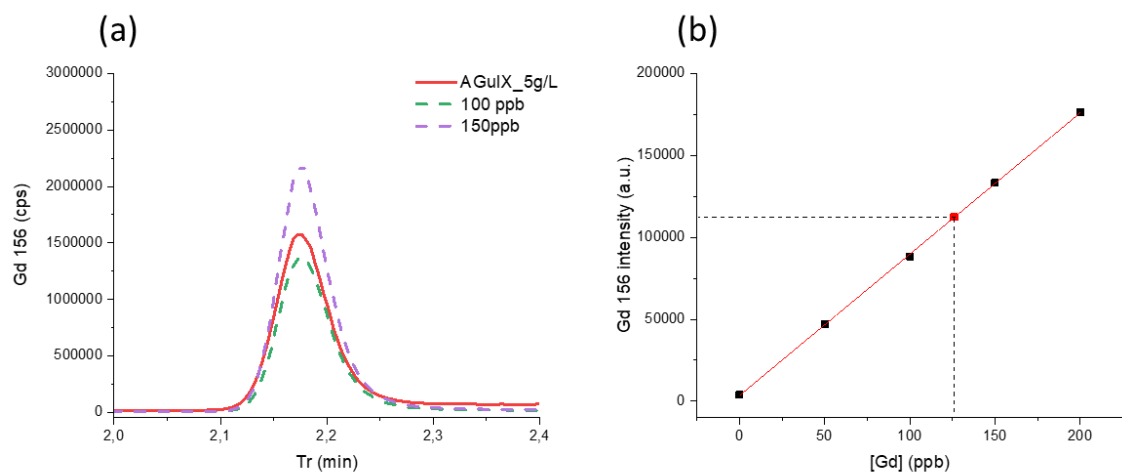 (a)
3000000
2500000
2000000
1500000
1000000
500000
0
Gd 156 (cps)
AGuIX_5g/L
100 ppb
150ppb
2,0
2,1
2,2
2,3
2,4
Tr (min)
(b)
200000
150000
100000
50000
0
Gd 156 intensity (a.u.)
0
50
100
150
200
[Gd] (ppb)